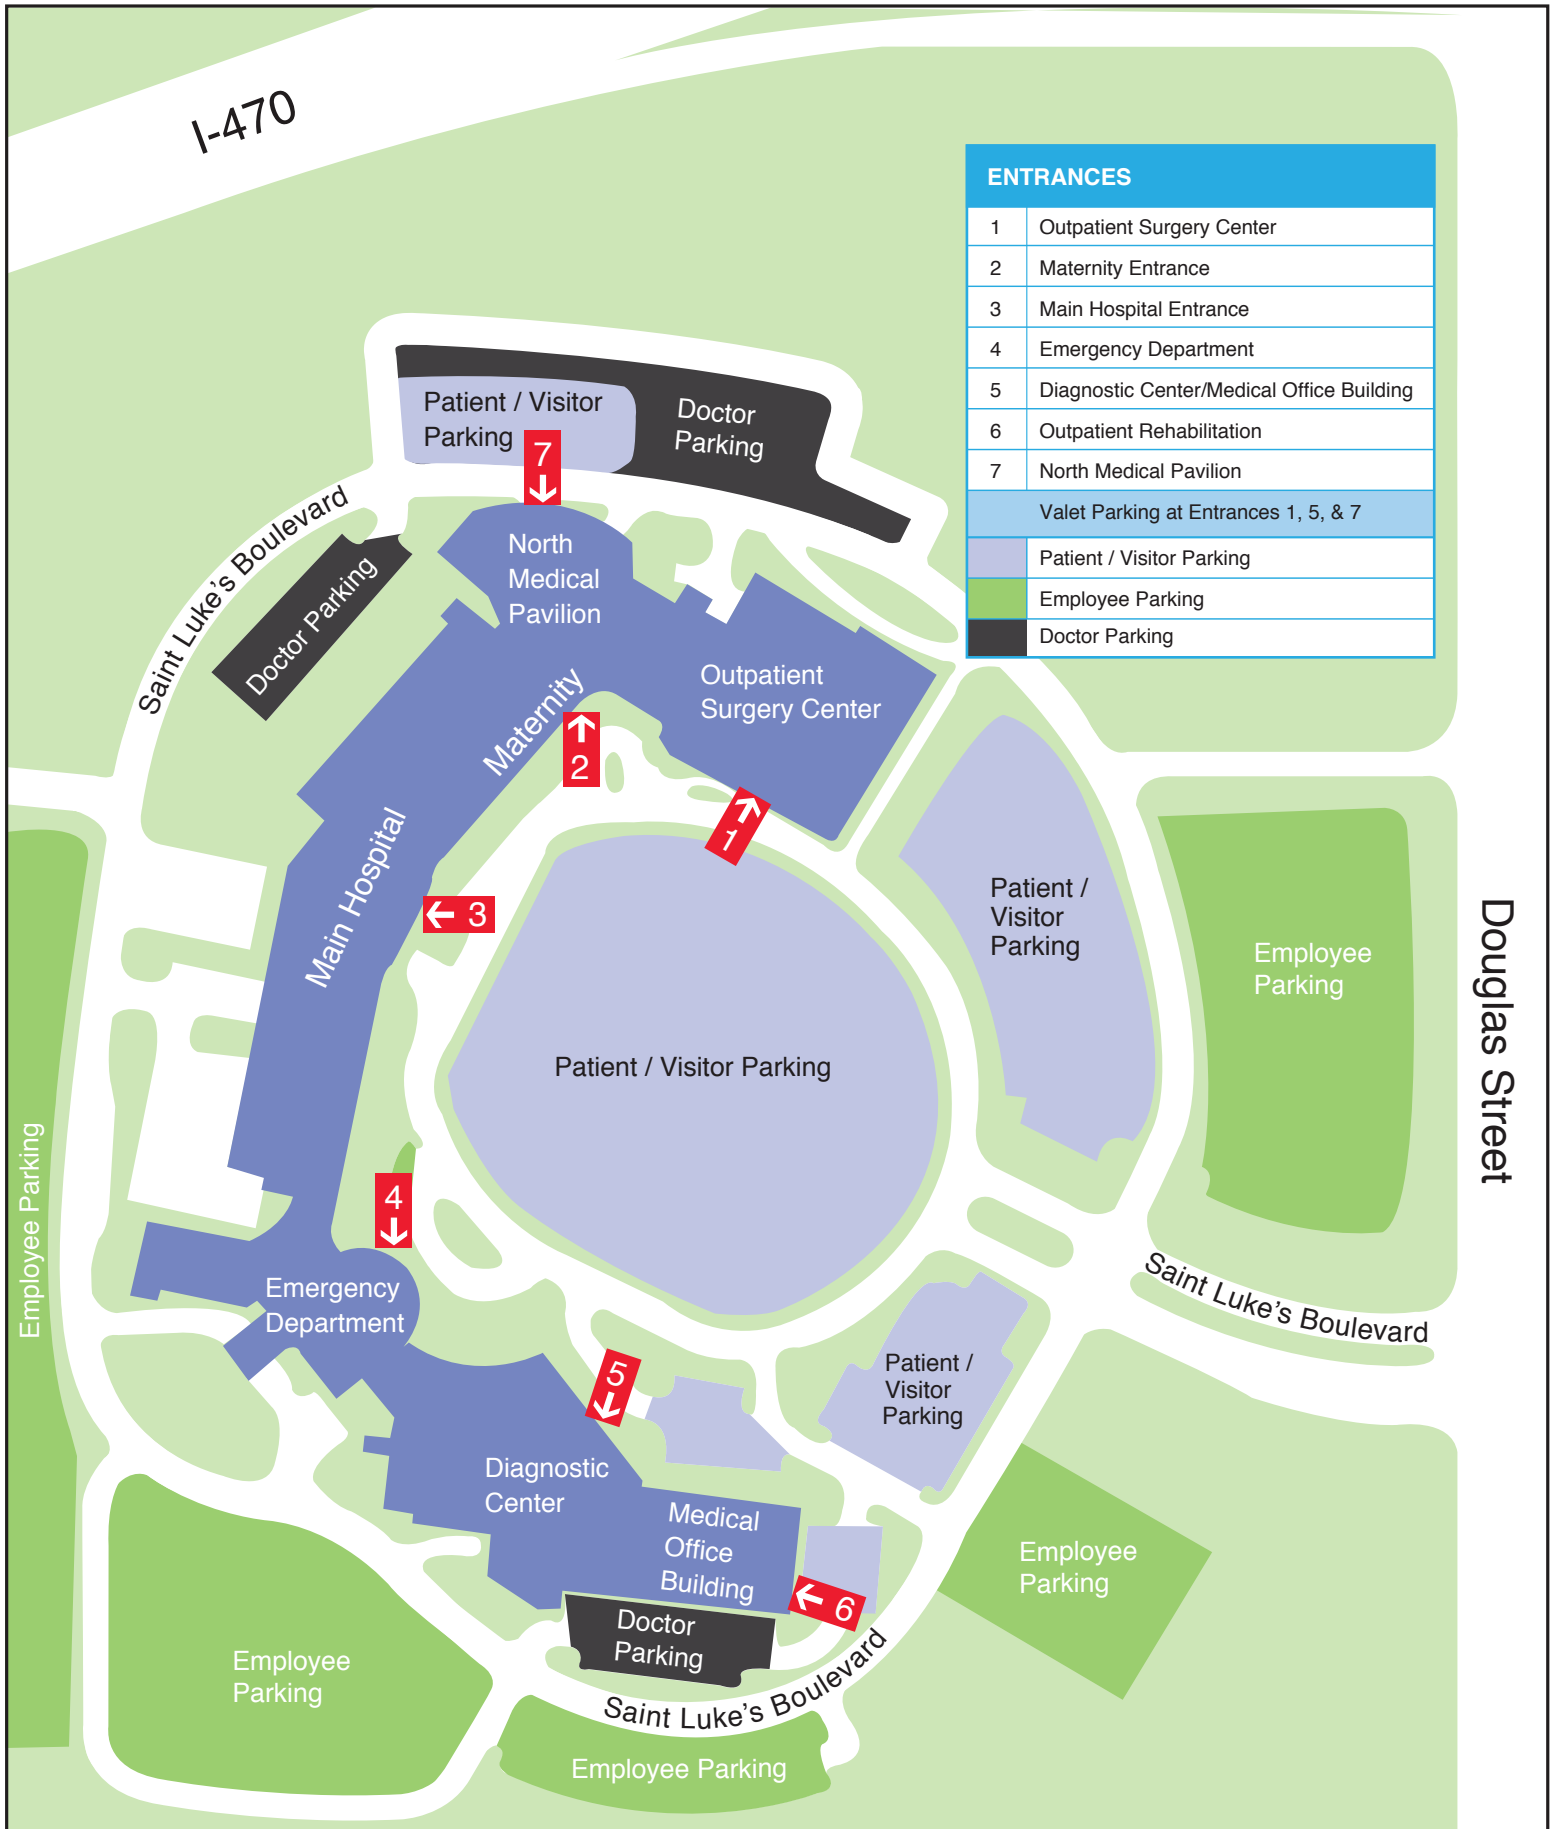 I-470
ENTRANCES
1 Outpatient Surgery Center
2 Maternity Entrance
3 Main Hospital Entrance
4 Emergency Department
5 Diagnostic Center/Medical Office Building
6 Outpatient Rehabilitation
7 North Medical Pavilion
Valet Parking at Entrances 1, 5, & 7
Patient / Visitor Parking
Employee Parking
Doctor Parking
Patient / Visitor
Parking
Doctor
Parking
7
Saint Luke's Boulevard
Doctor Parking
North
Medical
Pavilion
Outpatient
Surgery Center
Maternity
2
1
Main Hospital
3
Patient /
Visitor
Parking
Employee
Parking
Douglas Street
Patient / Visitor Parking
Employee Parking
4
Emergency
Department
Saint Luke's Boulevard
5
Patient /
Visitor
Parking
Diagnostic
Center
Medical
Office
Building
Employee
Parking
6
Doctor
Parking
Employee
Parking
Saint Luke's Boulevard
Employee Parking